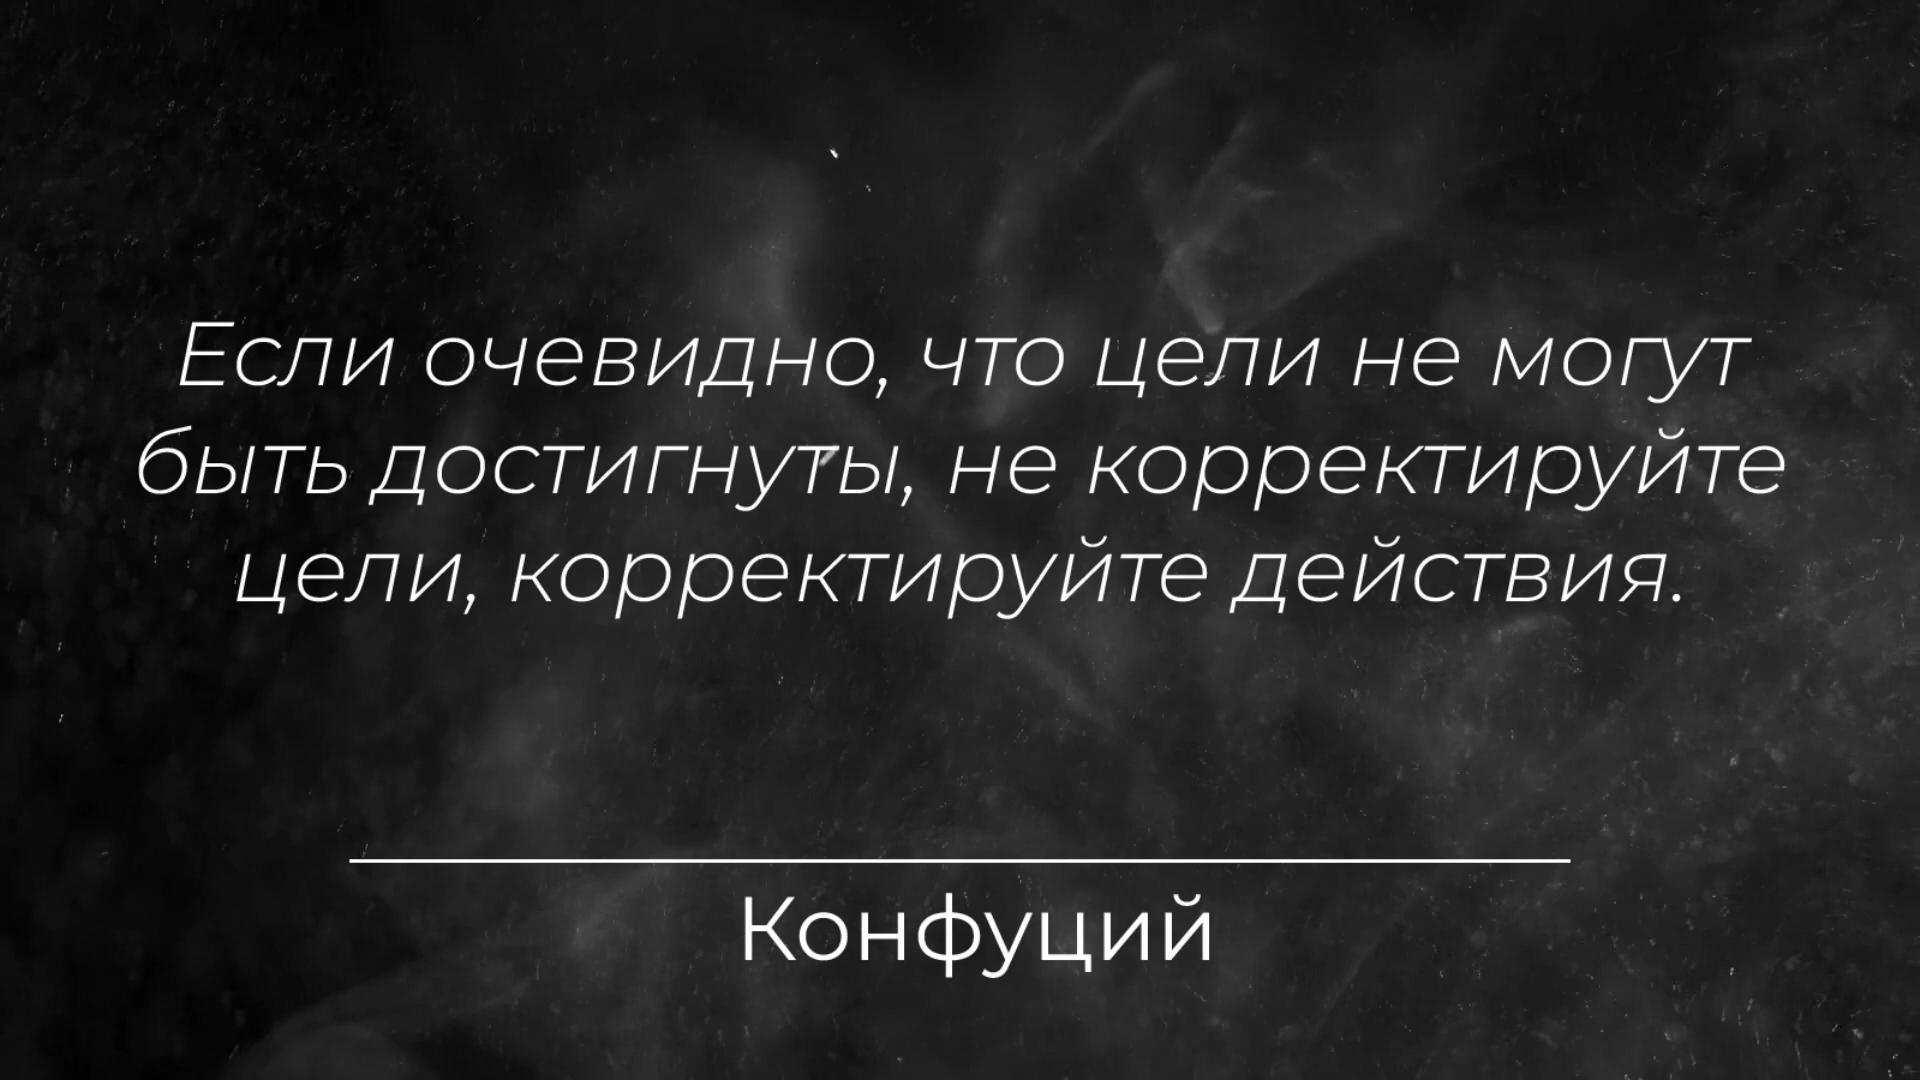 Если очевидно, что цели не могут
быть достигнуты, не корректируйте
цели, корректируйте действия.
Конфуций